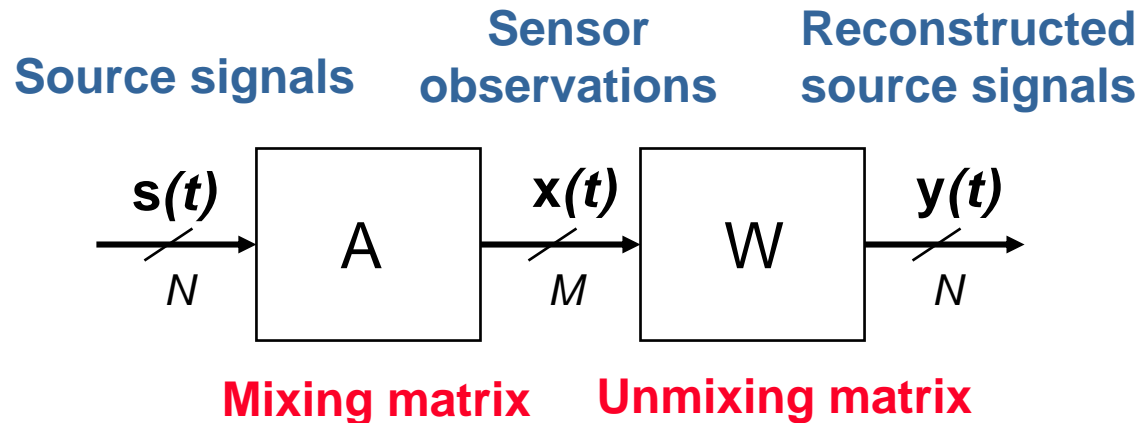 Source signals
Sensor
observations
Reconstructed
source signals
s(t)
A
x(t)
W
y(t)
N
M
N
Mixing matrix
Unmixing matrix